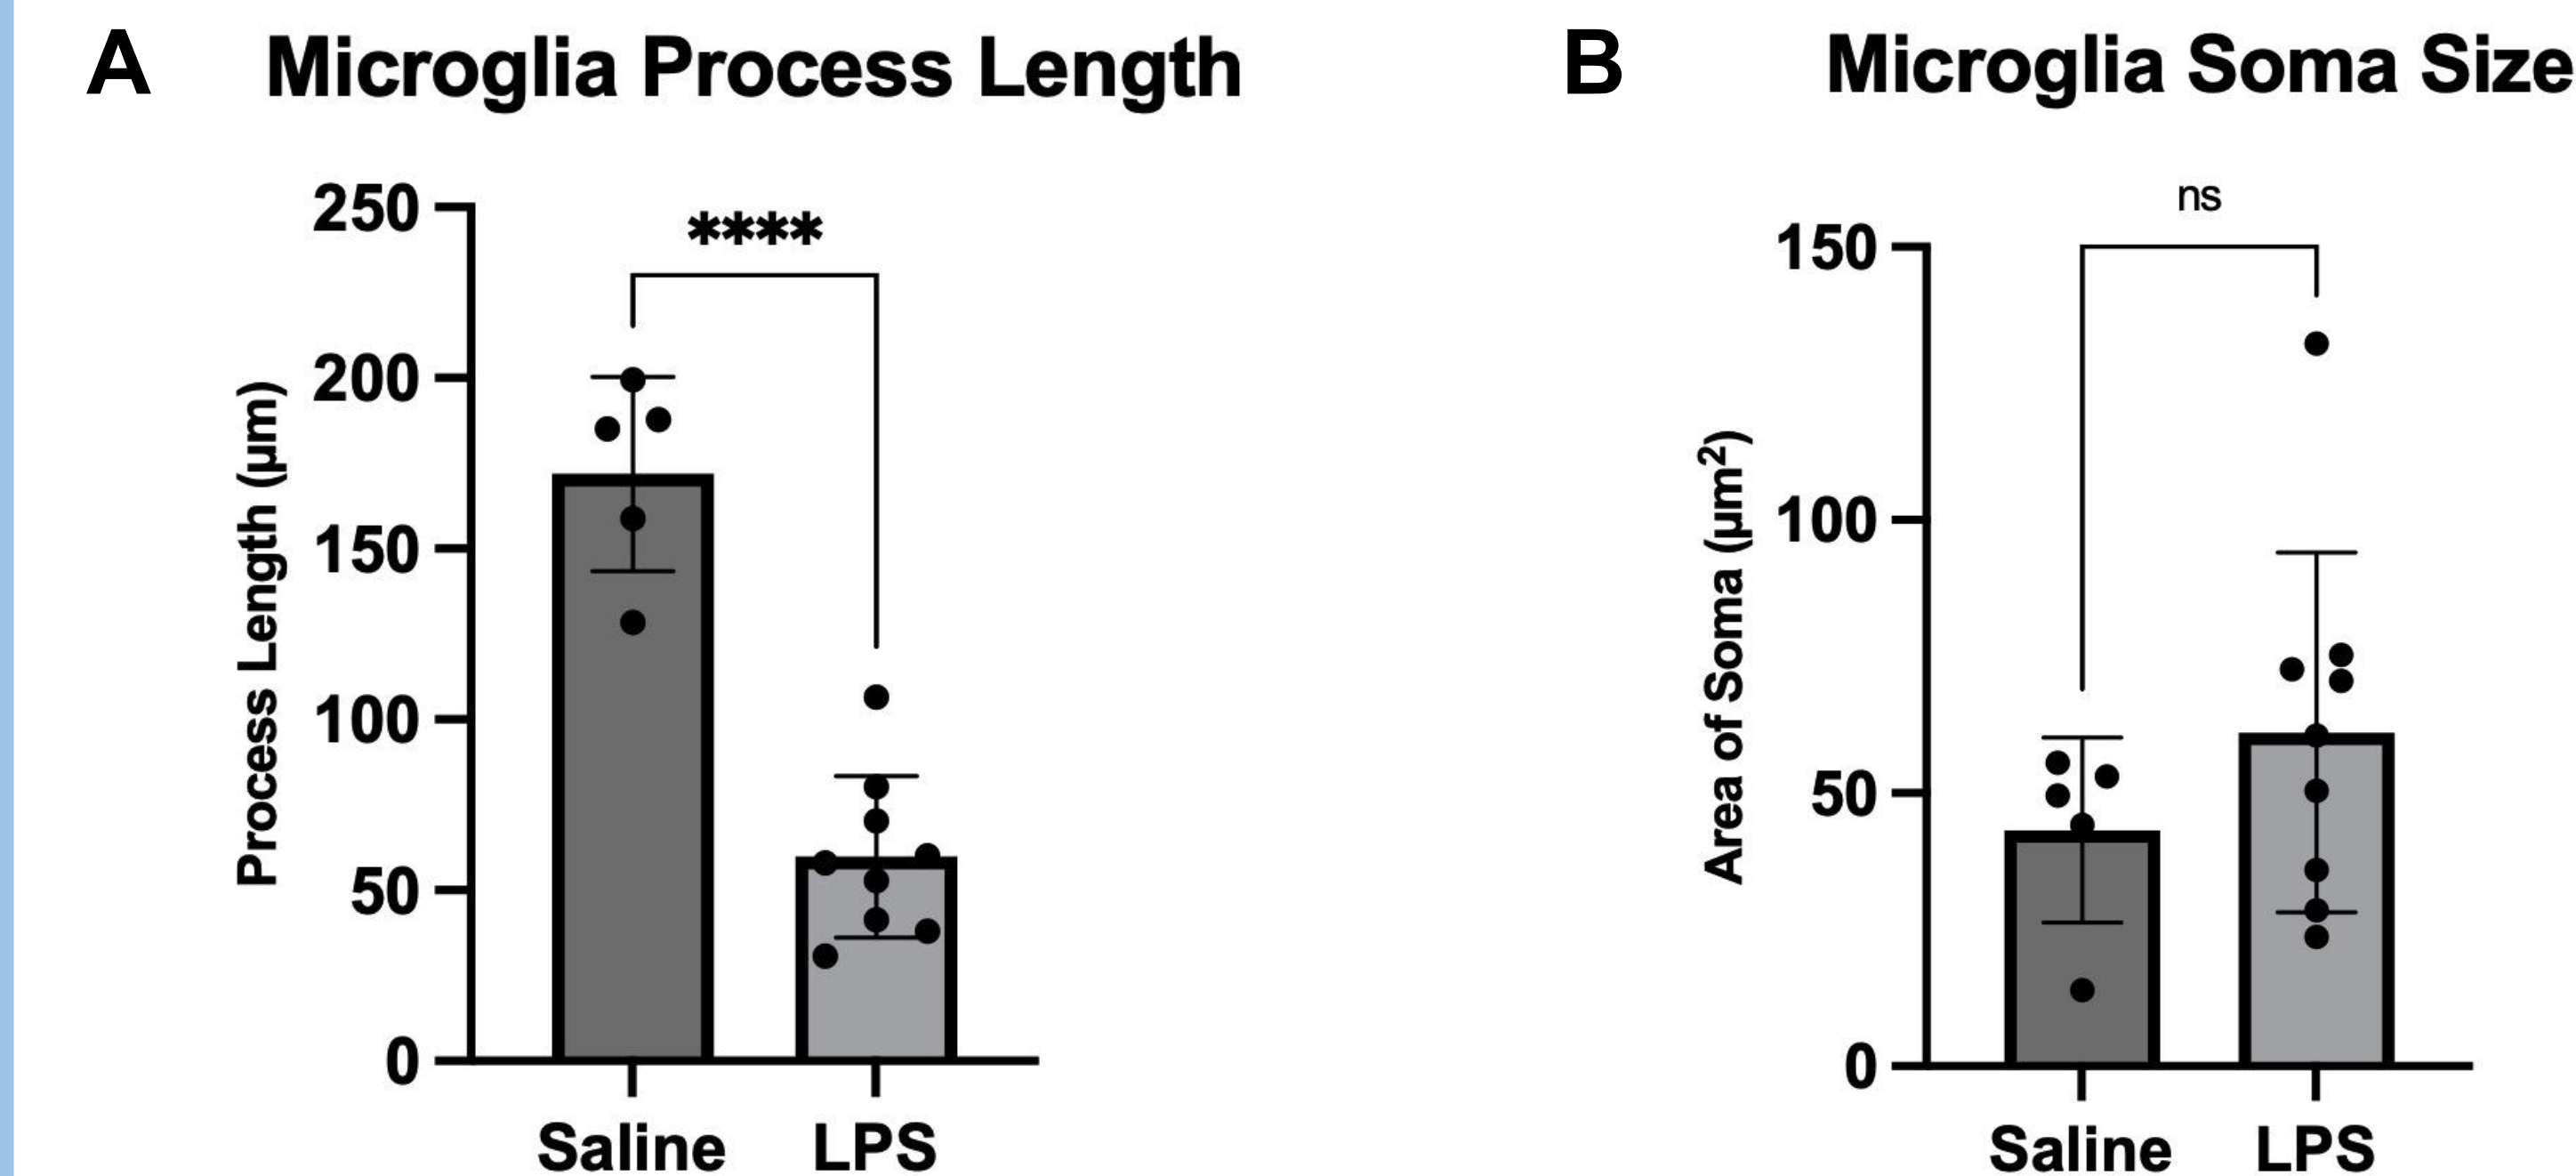 A
Microglia Process Length
250
200
150
100
50
0
Process Length (µm)
****
Saline
LPS
B
Microglia Soma Size
150
100
50
0
Area of Soma (µm²)
ns
Saline
LPS